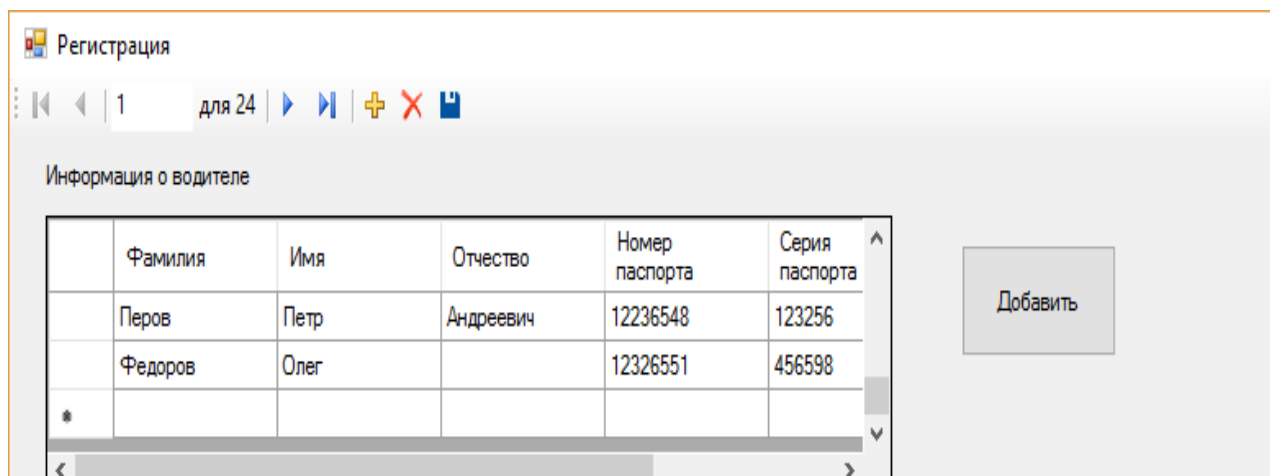 Регистрация
1 для 24
Информация о водителе
Фамилия Имя Отчество Номер паспорта Серия паспорта
Перов Петр Андреевич 12236548 123256
Федоров Олег 12326551 456598
Добавить